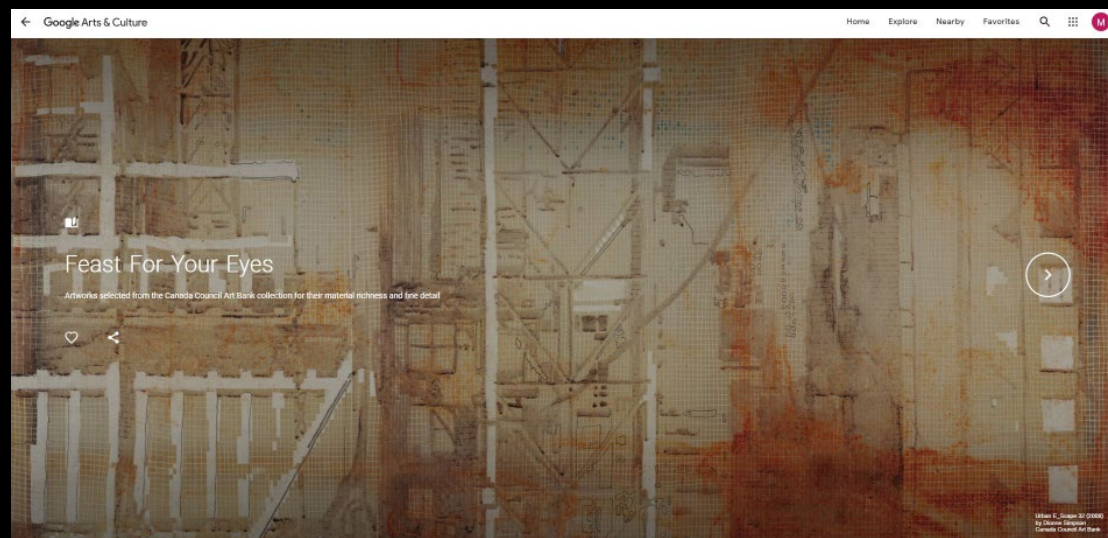 Google Arts & Culture
Home Explore Nearby Favorites
M
Feast For Your Eyes
Artworks selected from the Canada Council Art Bank collection for their material richness and fine detail
Urban E_Scape 32 (2008)
by Dionne Simpson
Canada Council Art Bank